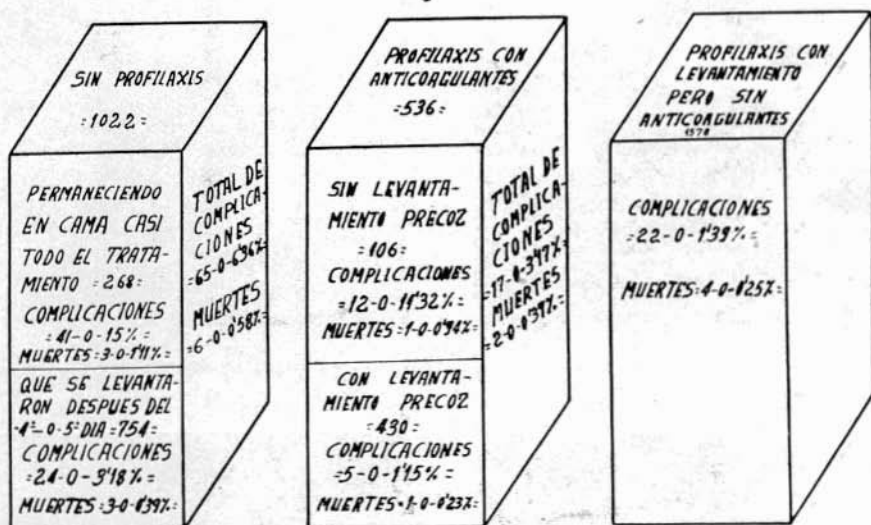 SIN PROFILAXIS
=1022=
PERMANECIENDO
EN CAMA CASI
TODO EL TRATA-
MIENTO =268=
COMPLICACIONES
=41-0-15%=
MUERTES=3-0-1'11%=
QUE SE LEVANTA-
RON DESPUES DEL
-4º-0-5º DIA=754=
COMPLICACIONES
=24-0-3'18%=
MUERTES=3-0-0'39%=
TOTAL DE
COMPLICA-
CIONES
=65-0-6'36%=
MUERTES
=6-0-0'58%=
PROFILAXIS CON
ANTICOAGULANTES
=536=
SIN LEVANTA-
MIENTO PRECOZ
=106=
COMPLICACIONES
=12-0-11'32%=
MUERTES=1-0-0'94%=
CON LEVANTA-
MIENTO PRECOZ
=430=
COMPLICACIONES
=5-0-1'15%=
MUERTES=1-0-0'23%=
TOTAL DE
COMPLICA-
CIONES
=17-0-3'17%=
MUERTES
=2-0-0'37%=
PROFILAXIS CON
LEVANTAMIENTO
PERO SIN
ANTICOAGULANTES
COMPLICACIONES
=22-0-1'39%=
MUERTES=4-0-0'25%=